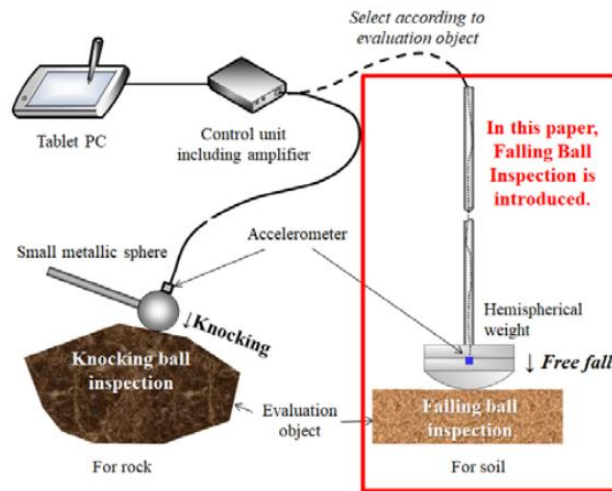 Select according to
evaluation object
Tablet PC
Control unit
including amplifier
In this paper,
Falling Ball
Inspection is
introduced.
Small metallic sphere
Accelerometer
↓Knocking
Hemispherical
weight
↓ Free fall
Knocking ball
inspection
Evaluation
object
Falling ball
inspection
For rock
For soil